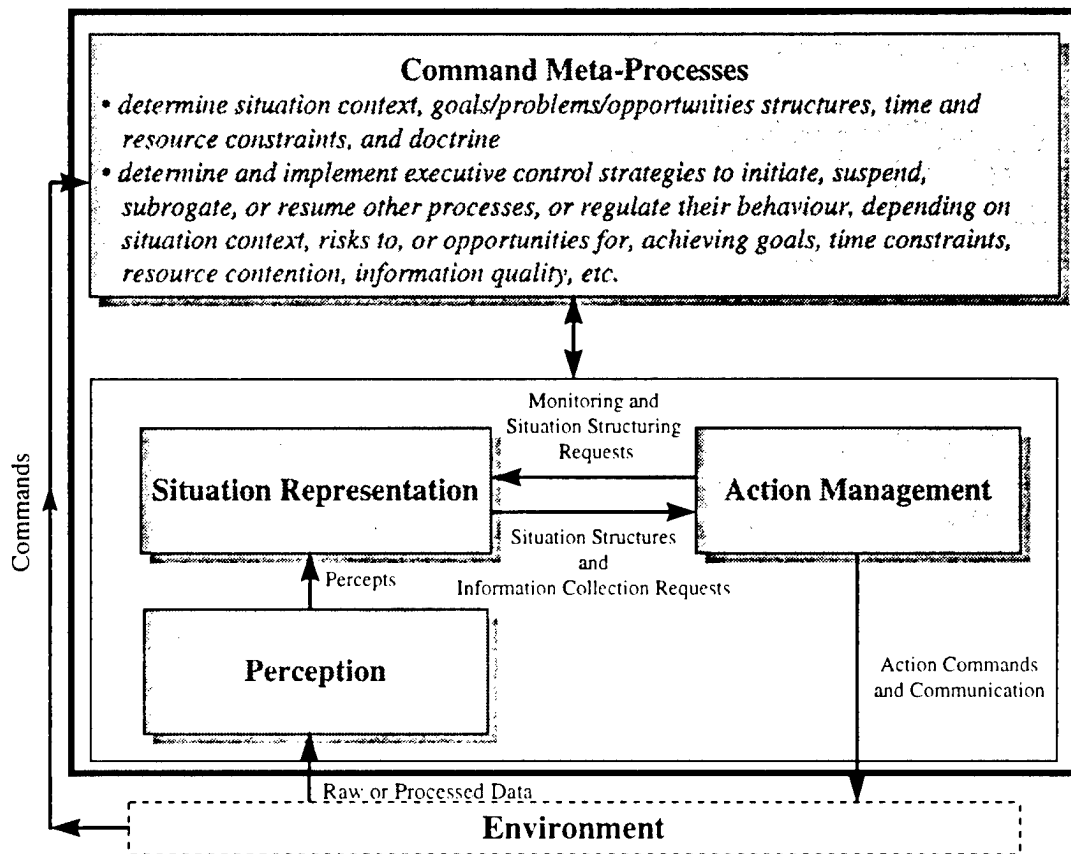 Command Meta-Processes
• determine situation context, goals/problems/opportunities structures, time and
resource constraints, and doctrine
• determine and implement executive control strategies to initiate, suspend,
subrogate, or resume other processes, or regulate their behaviour, depending on
situation context, risks to, or opportunities for, achieving goals, time constraints,
resource contention, information quality, etc.
Commands
Monitoring and
Situation Structuring
Requests
Situation Representation
Action Management
Situation Structures
and
Information Collection Requests
Percepts
Perception
Action Commands
and Communication
Raw or Processed Data
Environment